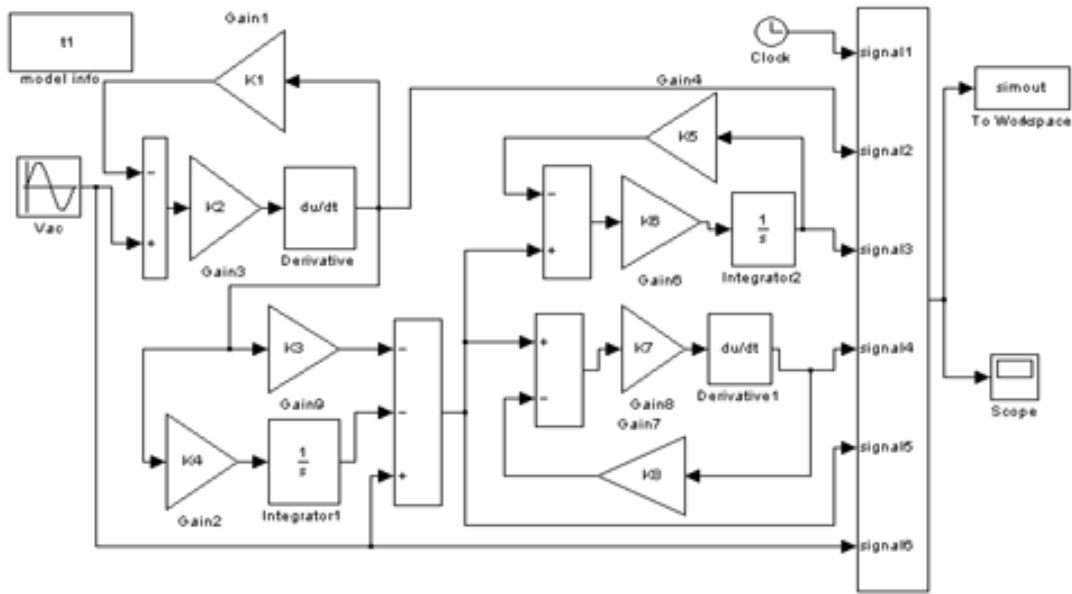 t1
model info
Gain1
K1
Clock
signal1
simout
To Workspace
Gain4
K5
signal2
Vac
-
+
K2
Gain3
du/dt
Derivative
-
+
K6
Gain6
1
s
Integrator2
signal3
K3
Gain9
-
-
+
+
-
K7
Gain8
du/dt
Derivative1
signal4
Scope
Gain7
K8
signal5
K4
Gain2
1
s
Integrator1
signal6